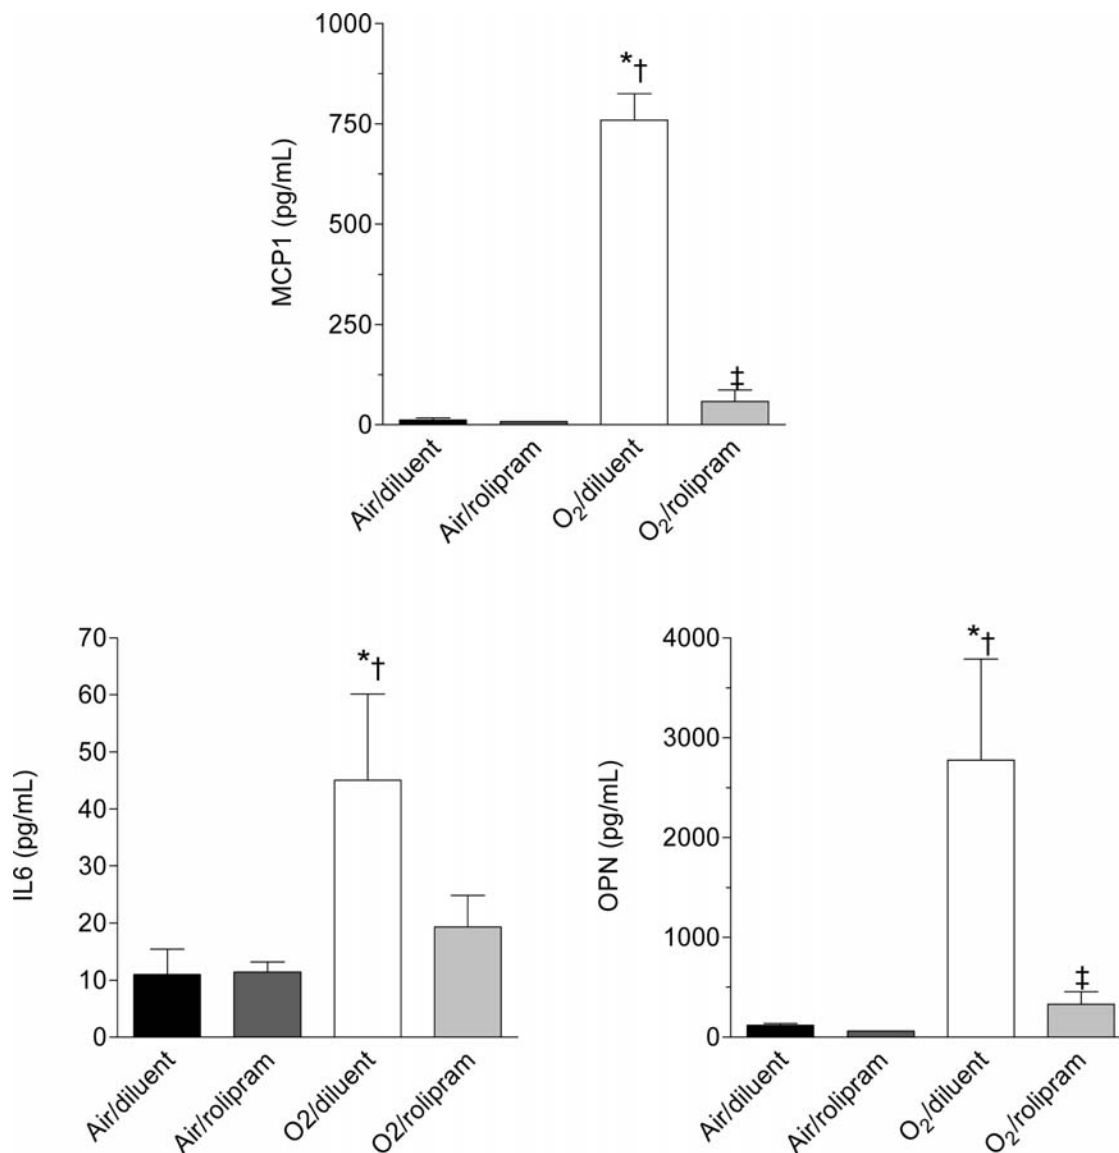 MCP1 (pg/mL)
1000
750
500
250
0
*†
‡
Air/diluent
Air/rolipram
O₂/diluent
O₂/rolipram
IL6 (pg/mL)
70
60
50
40
30
20
10
0
*†
Air/diluent
Air/rolipram
O2/diluent
O2/rolipram
OPN (pg/mL)
4000
3000
2000
1000
0
*†
‡
Air/diluent
Air/rolipram
O₂/diluent
O₂/rolipram